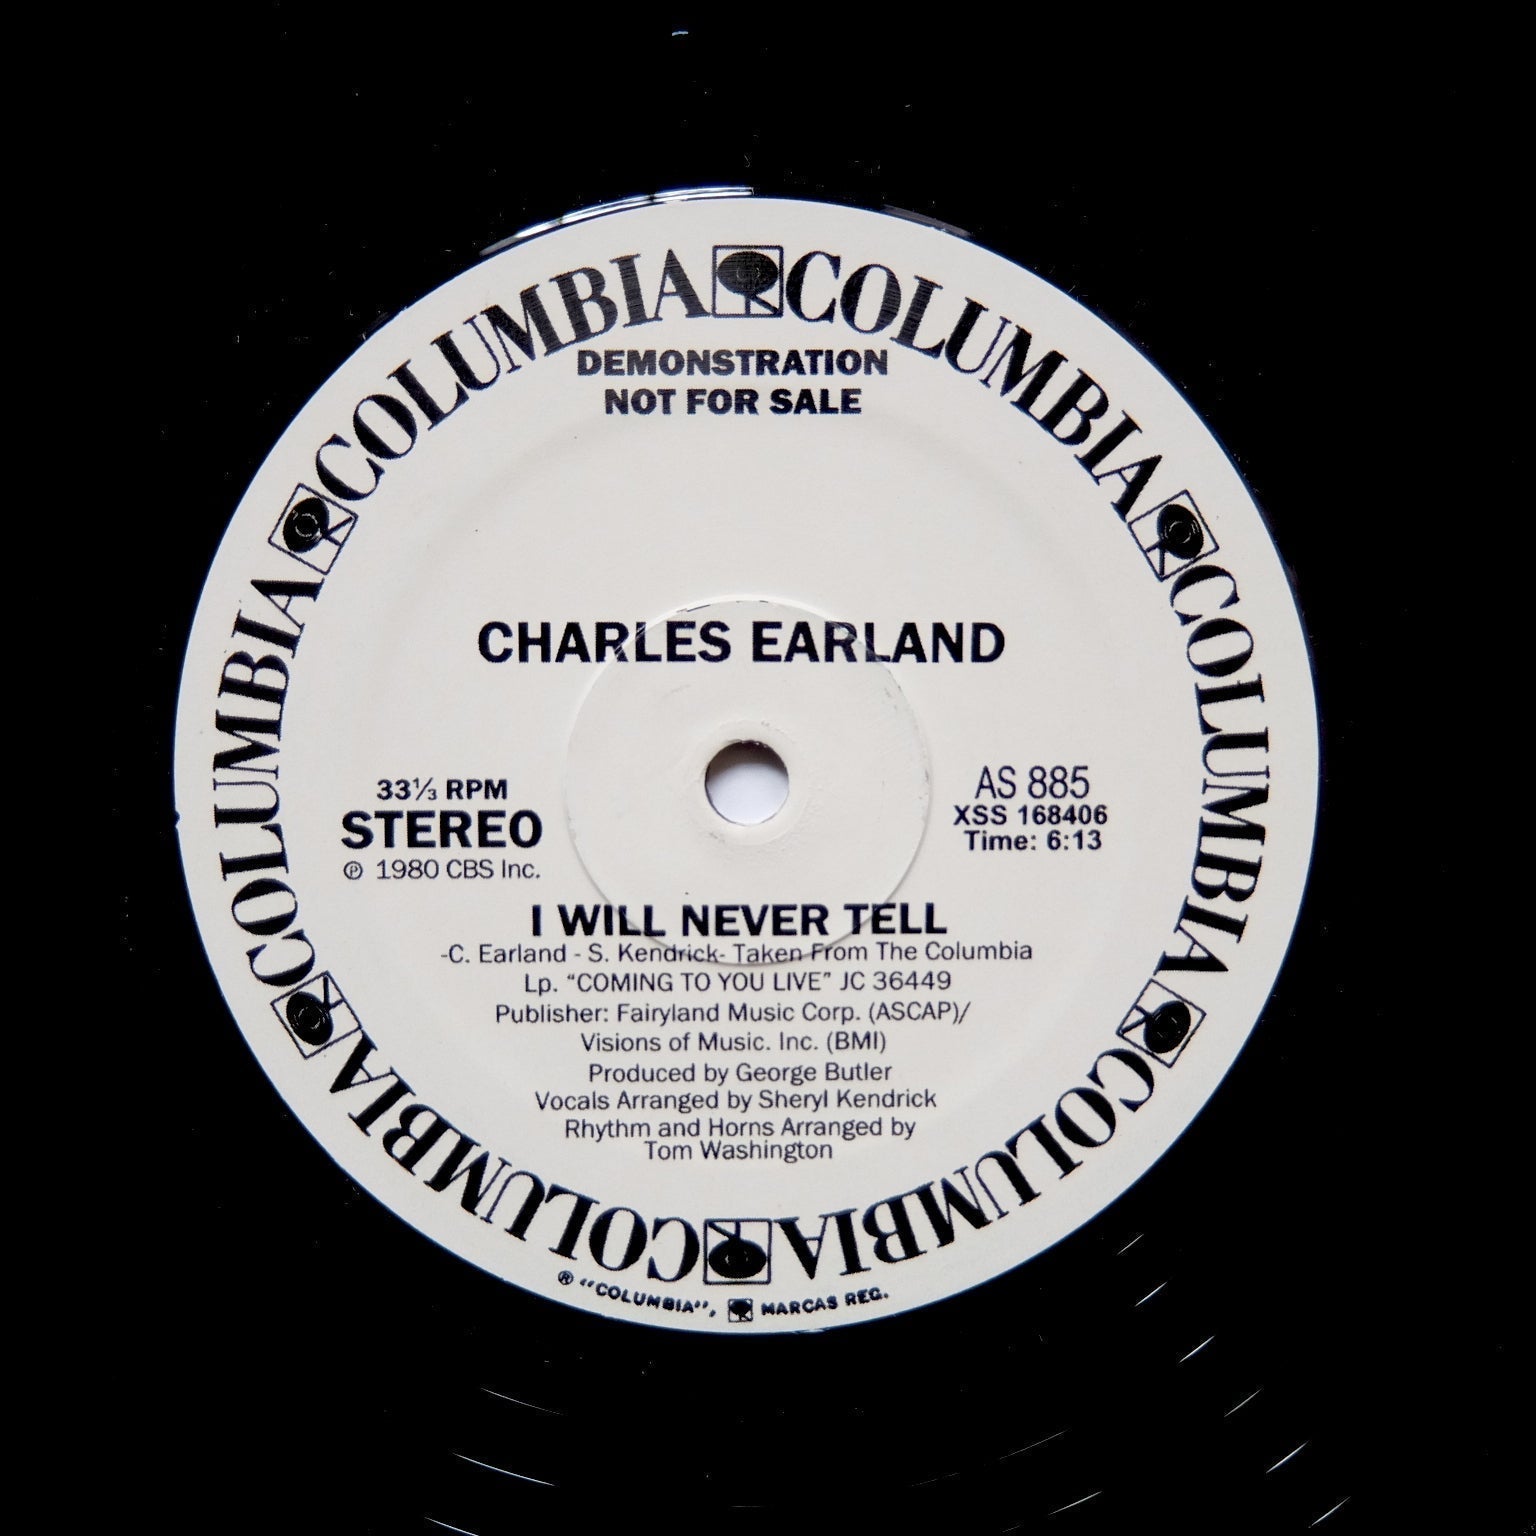 COLUMBIA COLUMBIA COLUMBIA COLUMBIA COLUMBIA COLUMBIA
DEMONSTRATION
NOT FOR SALE
CHARLES EARLAND
33⅓ RPM
STEREO
℗ 1980 CBS Inc.
AS 885
XSS 168406
Time: 6:13
I WILL NEVER TELL
-C. Earland - S. Kendrick- Taken From The Columbia
Lp. “COMING TO YOU LIVE” JC 36449
Publisher: Fairyland Music Corp. (ASCAP)/
Visions of Music. Inc. (BMI)
Produced by George Butler
Vocals Arranged by Sheryl Kendrick
Rhythm and Horns Arranged by
Tom Washington
® "COLUMBIA", MARCAS REG.